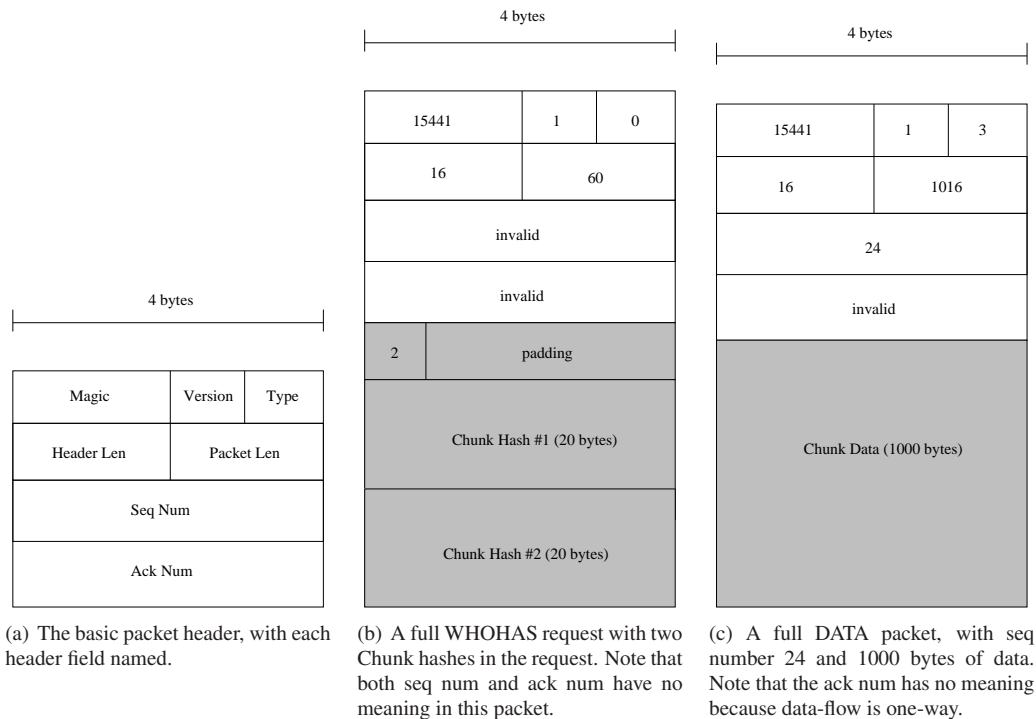 4 bytes
Magic Version Type
Header Len Packet Len
Seq Num
Ack Num
(a) The basic packet header, with each
header field named.
4 bytes
15441 1 0
16 60
invalid
invalid
2 padding
Chunk Hash #1 (20 bytes)
Chunk Hash #2 (20 bytes)
(b) A full WHOHAS request with two
Chunk hashes in the request. Note that
both seq num and ack num have no
meaning in this packet.
4 bytes
15441 1 3
16 1016
24
invalid
Chunk Data (1000 bytes)
(c) A full DATA packet, with seq
number 24 and 1000 bytes of data.
Note that the ack num has no meaning
because data-flow is one-way.